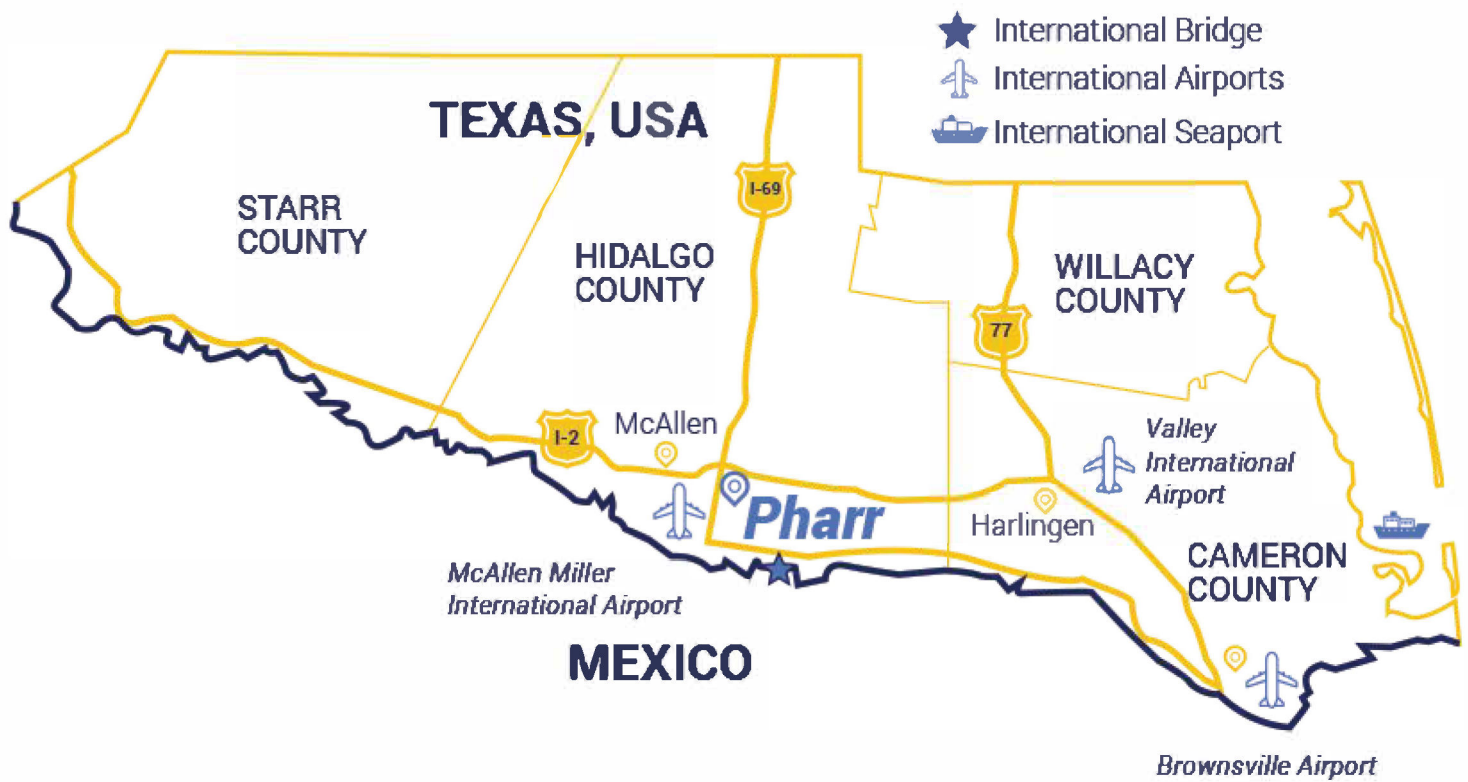 International Bridge
International Airports
International Seaport
TEXAS, USA
I-69
STARR
COUNTY
HIDALGO
COUNTY
WILLACY
COUNTY
77
McAllen
I-2
Valley
International
Airport
Pharr
Harlingen
CAMERON
COUNTY
McAllen Miller
International Airport
MEXICO
Brownsville Airport